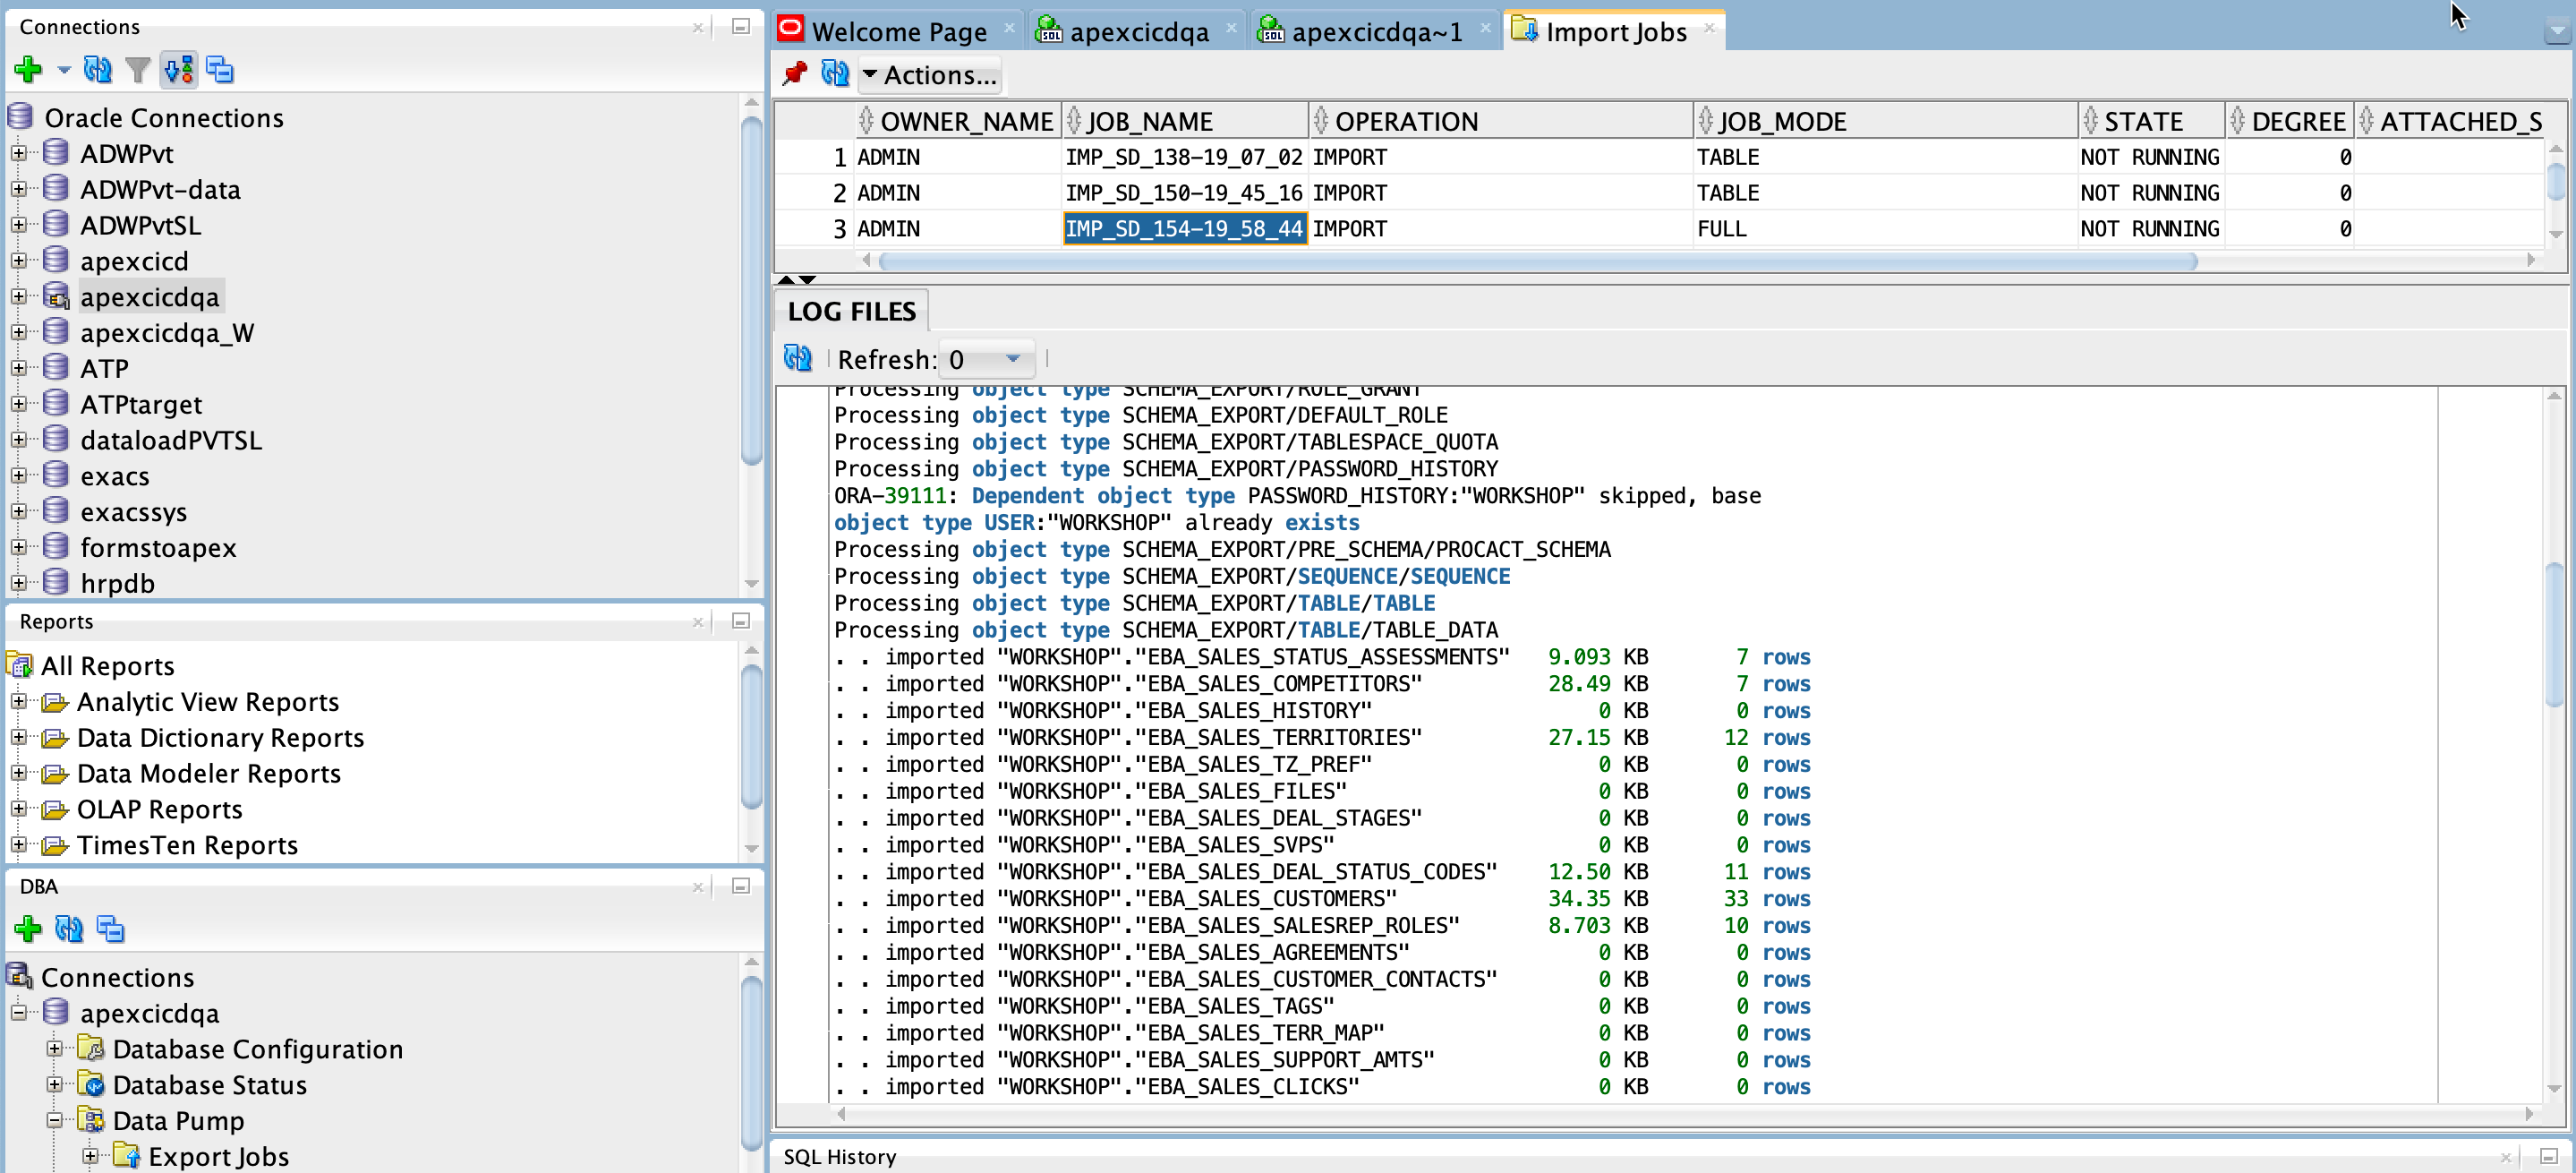 Connections
Oracle Connections
ADWPvt
ADWPvt-data
ADWPvtSL
apexcicd
apexcicdqa
apexcicdqa_W
ATP
ATPtarget
dataloadPVTSL
exacs
exacssys
formstoapex
hrpdb
Reports
All Reports
Analytic View Reports
Data Dictionary Reports
Data Modeler Reports
OLAP Reports
TimesTen Reports
DBA
Connections
apexcicdqa
Database Configuration
Database Status
Data Pump
Export Jobs
Welcome Page apexcicdqa apexcicdqa~1 Import Jobs
Actions...
OWNER_NAME JOB_NAME OPERATION JOB_MODE STATE DEGREE ATTACHED_S
1 ADMIN IMP_SD_138-19_07_02 IMPORT TABLE NOT RUNNING 0
2 ADMIN IMP_SD_150-19_45_16 IMPORT TABLE NOT RUNNING 0
3 ADMIN IMP_SD_154-19_58_44 IMPORT FULL NOT RUNNING 0
LOG FILES
Refresh: 0
Processing object type SCHEMA_EXPORT/ROLE_GRANT
Processing object type SCHEMA_EXPORT/DEFAULT_ROLE
Processing object type SCHEMA_EXPORT/TABLESPACE_QUOTA
Processing object type SCHEMA_EXPORT/PASSWORD_HISTORY
ORA-39111: Dependent object type PASSWORD_HISTORY:"WORKSHOP" skipped, base
object type USER:"WORKSHOP" already exists
Processing object type SCHEMA_EXPORT/PRE_SCHEMA/PROCACT_SCHEMA
Processing object type SCHEMA_EXPORT/SEQUENCE/SEQUENCE
Processing object type SCHEMA_EXPORT/TABLE/TABLE
Processing object type SCHEMA_EXPORT/TABLE/TABLE_DATA
. . imported "WORKSHOP"."EBA_SALES_STATUS_ASSESSMENTS" 9.093 KB 7 rows
. . imported "WORKSHOP"."EBA_SALES_COMPETITORS" 28.49 KB 7 rows
. . imported "WORKSHOP"."EBA_SALES_HISTORY" 0 KB 0 rows
. . imported "WORKSHOP"."EBA_SALES_TERRITORIES" 27.15 KB 12 rows
. . imported "WORKSHOP"."EBA_SALES_TZ_PREF" 0 KB 0 rows
. . imported "WORKSHOP"."EBA_SALES_FILES" 0 KB 0 rows
. . imported "WORKSHOP"."EBA_SALES_DEAL_STAGES" 0 KB 0 rows
. . imported "WORKSHOP"."EBA_SALES_SVPS" 0 KB 0 rows
. . imported "WORKSHOP"."EBA_SALES_DEAL_STATUS_CODES" 12.50 KB 11 rows
. . imported "WORKSHOP"."EBA_SALES_CUSTOMERS" 34.35 KB 33 rows
. . imported "WORKSHOP"."EBA_SALES_SALESREP_ROLES" 8.703 KB 10 rows
. . imported "WORKSHOP"."EBA_SALES_AGREEMENTS" 0 KB 0 rows
. . imported "WORKSHOP"."EBA_SALES_CUSTOMER_CONTACTS" 0 KB 0 rows
. . imported "WORKSHOP"."EBA_SALES_TAGS" 0 KB 0 rows
. . imported "WORKSHOP"."EBA_SALES_TERR_MAP" 0 KB 0 rows
. . imported "WORKSHOP"."EBA_SALES_SUPPORT_AMTS" 0 KB 0 rows
. . imported "WORKSHOP"."EBA_SALES_CLICKS" 0 KB 0 rows
SQL History